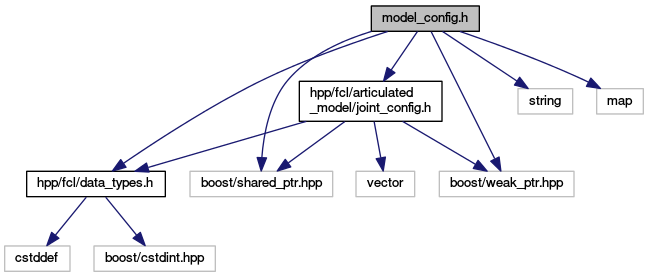 model_config.h
hpp/fcl/articulated
_model/joint_config.h
string
map
hpp/fcl/data_types.h
boost/shared_ptr.hpp
vector
boost/weak_ptr.hpp
cstddef
boost/cstdint.hpp